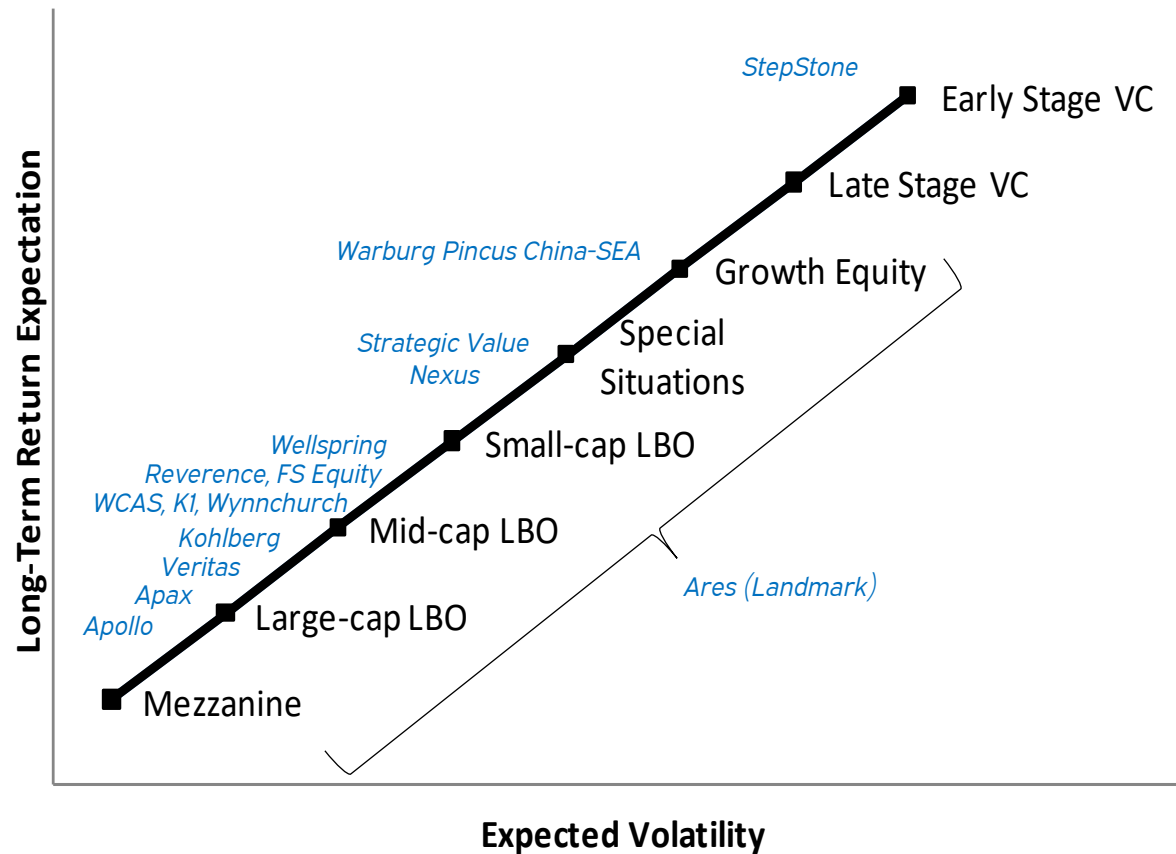 StepStone
Early Stage VC
Late Stage VC
Warburg Pincus China-SEA
Growth Equity
Special
Situations
Strategic Value
Nexus
Small-cap LBO
Wellspring
Reverence, FS Equity
WCAS, K1, Wynnchurch
Mid-cap LBO
Kohlberg
Veritas
Apax
Apollo
Large-cap LBO
Ares (Landmark)
Mezzanine
Long-Term Return Expectation
Expected Volatility